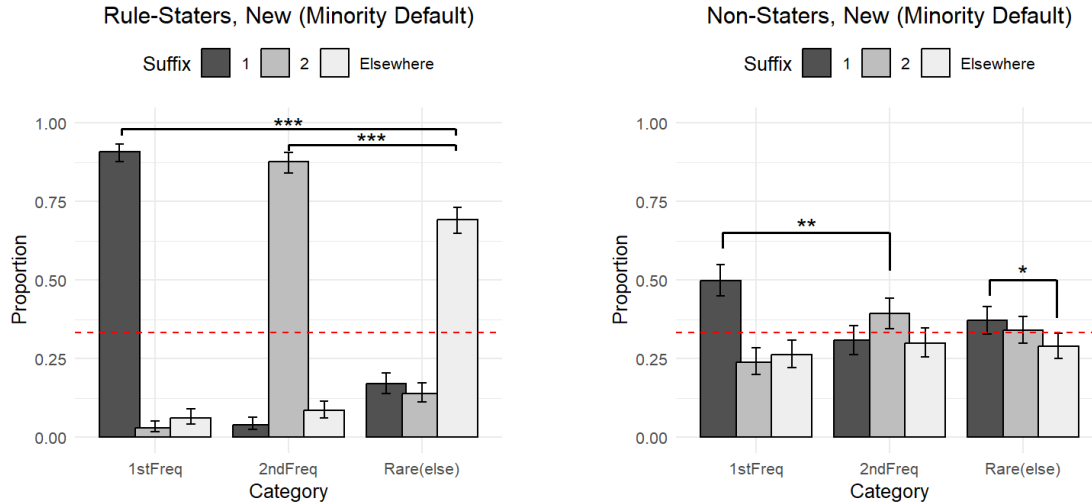 Rule-Staters, New (Minority Default)
Suffix 1 2 Elsewhere
Proportion
1.00
0.75
0.50
0.25
0.00
***
***
1stFreq 2ndFreq Rare(else)
Category
Non-Staters, New (Minority Default)
Suffix 1 2 Elsewhere
Proportion
1.00
0.75
0.50
0.25
0.00
**
*
1stFreq 2ndFreq Rare(else)
Category